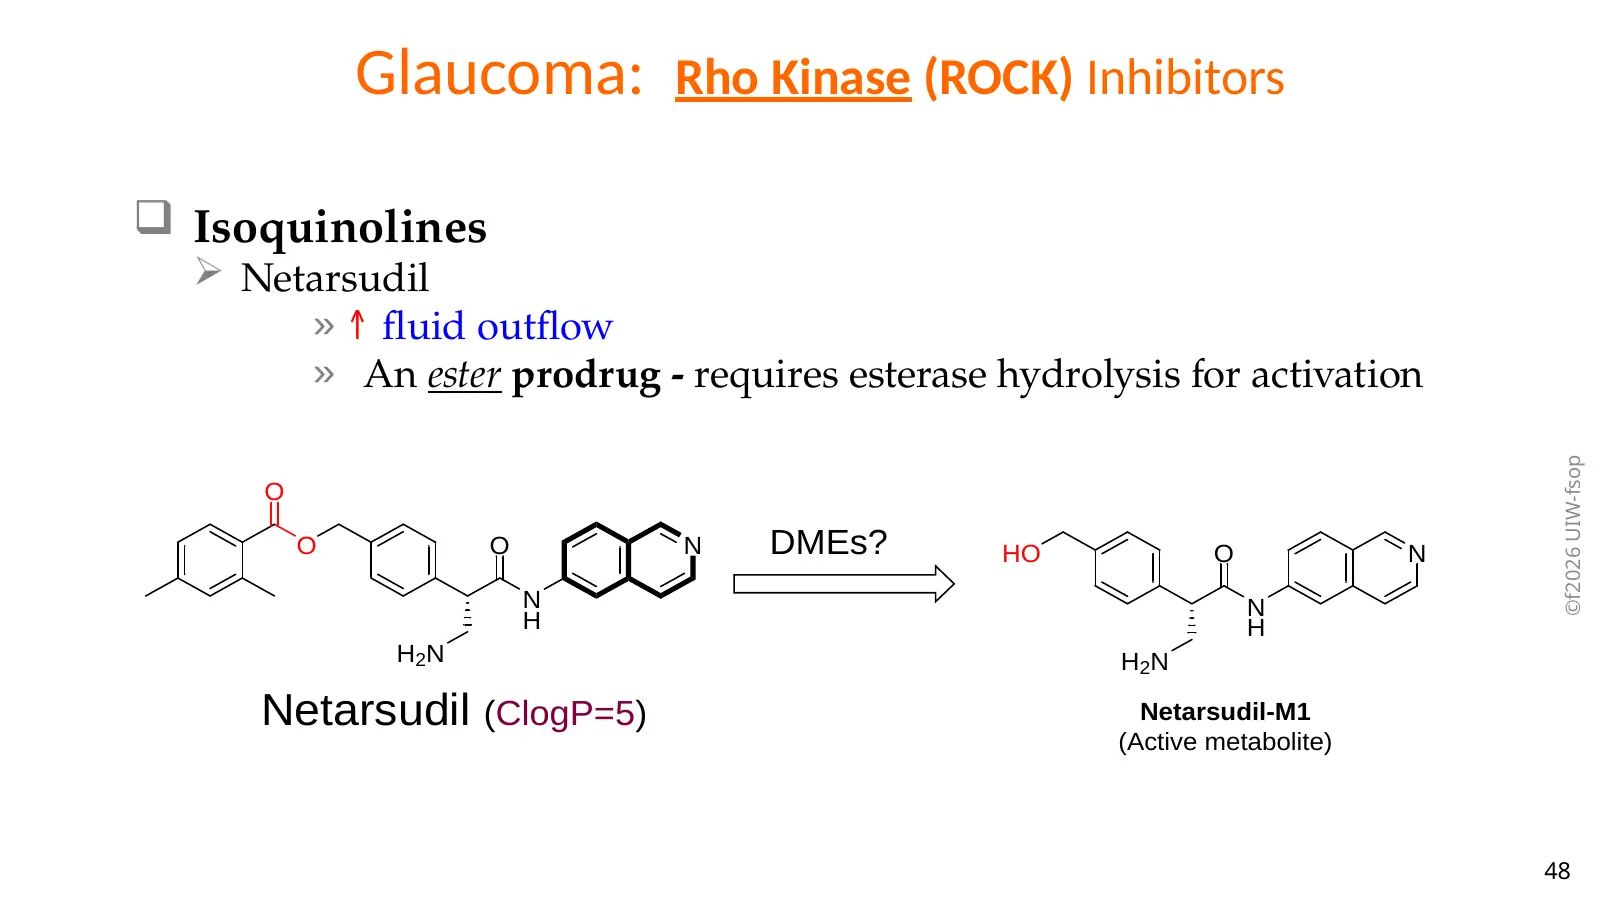 Glaucoma: Rho Kinase (ROCK) Inhibitors
Isoquinolines
Netarsudil
» ↑ fluid outflow
» An ester prodrug - requires esterase hydrolysis for activation
O
O
O
N
H
H2N
N
Netarsudil (ClogP=5)
DMEs?
HO
O
N
H
H2N
N
Netarsudil-M1
(Active metabolite)
©f2026 UIW-fsop
48